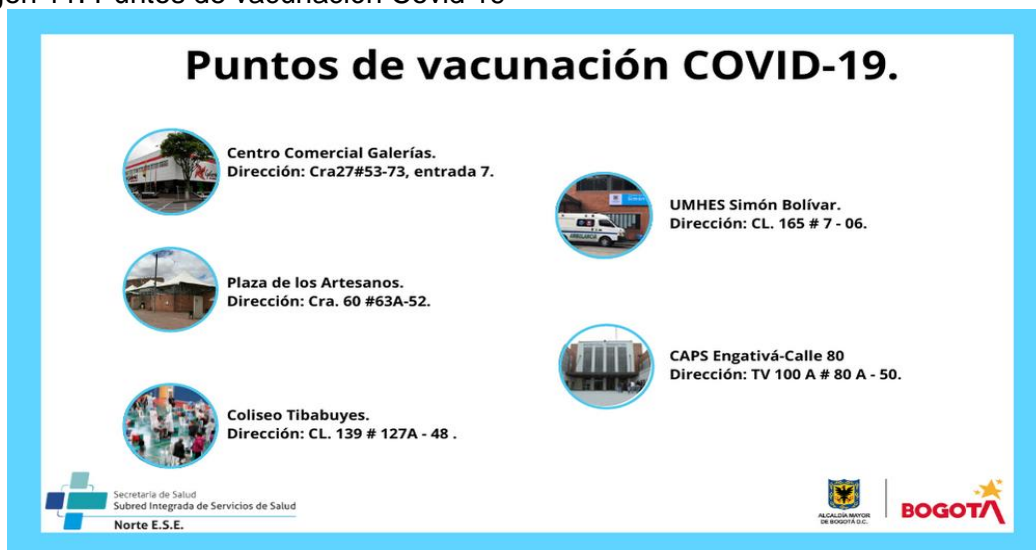 Puntos de vacunación COVID-19.
Centro Comercial Galerías.
Dirección: Cra27#53-73, entrada 7.
Plaza de los Artesanos.
Dirección: Cra. 60 #63A-52.
Coliseo Tibabuyes.
Dirección: CL. 139 # 127A - 48 .
UMHES Simón Bolívar.
Dirección: CL. 165 # 7 - 06.
AMBULANCIA
CAPS Engativá-Calle 80
Dirección: TV 100 A # 80 A - 50.
Secretaría de Salud
Subred Integrada de Servicios de Salud
Norte E.S.E.
ALCALDÍA MAYOR
DE BOGOTÁ D.C.
BOGOTÁ